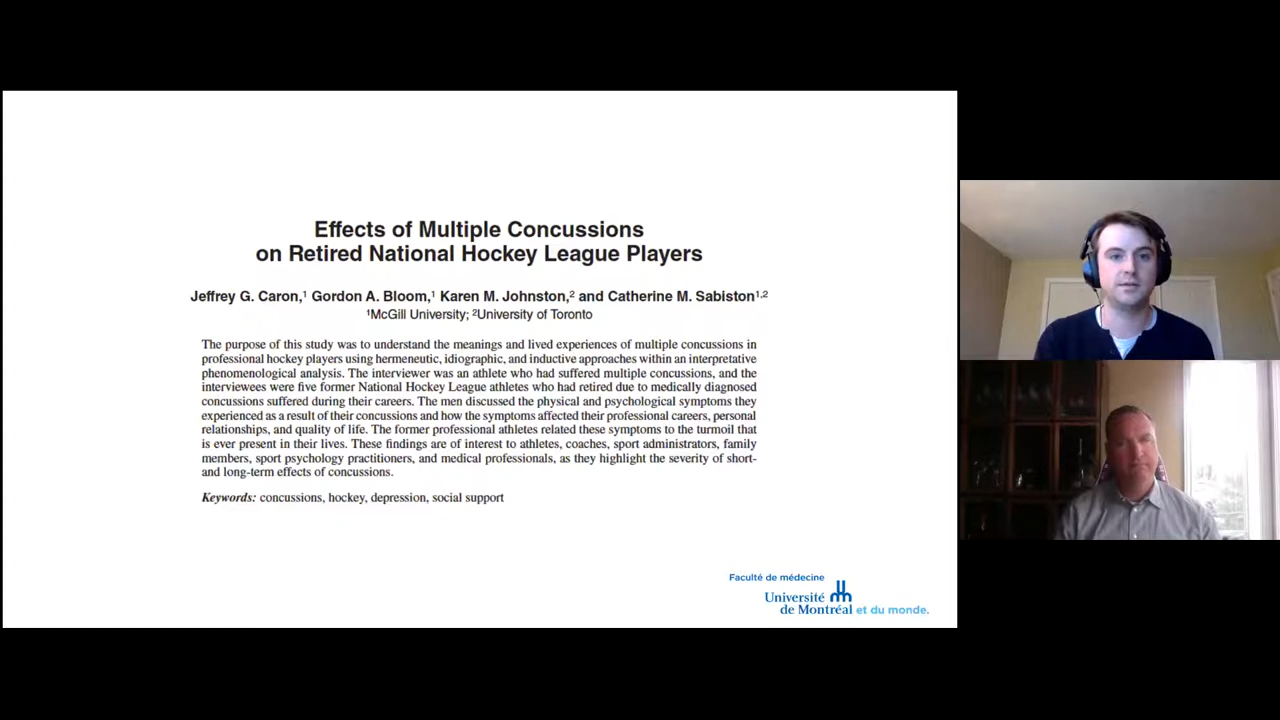 Effects of Multiple Concussions
on Retired National Hockey League Players
Jeffrey G. Caron,¹ Gordon A. Bloom,¹ Karen M. Johnston,² and Catherine M. Sabiston¹,²
¹McGill University; ²University of Toronto
The purpose of this study was to understand the meanings and lived experiences of multiple concussions in
professional hockey players using hermeneutic, idiographic, and inductive approaches within an interpretative
phenomenological analysis. The interviewer was an athlete who had suffered multiple concussions, and the
interviewees were five former National Hockey League athletes who had retired due to medically diagnosed
concussions suffered during their careers. The men discussed the physical and psychological symptoms they
experienced as a result of their concussions and how the symptoms affected their professional careers, personal
relationships, and quality of life. The former professional athletes related these symptoms to the turmoil that
is ever present in their lives. These findings are of interest to athletes, coaches, sport administrators, family
members, sport psychology practitioners, and medical professionals, as they highlight the severity of short-
and long-term effects of concussions.
Keywords: concussions, hockey, depression, social support
Faculté de médecine
Université
de Montréal et du monde.